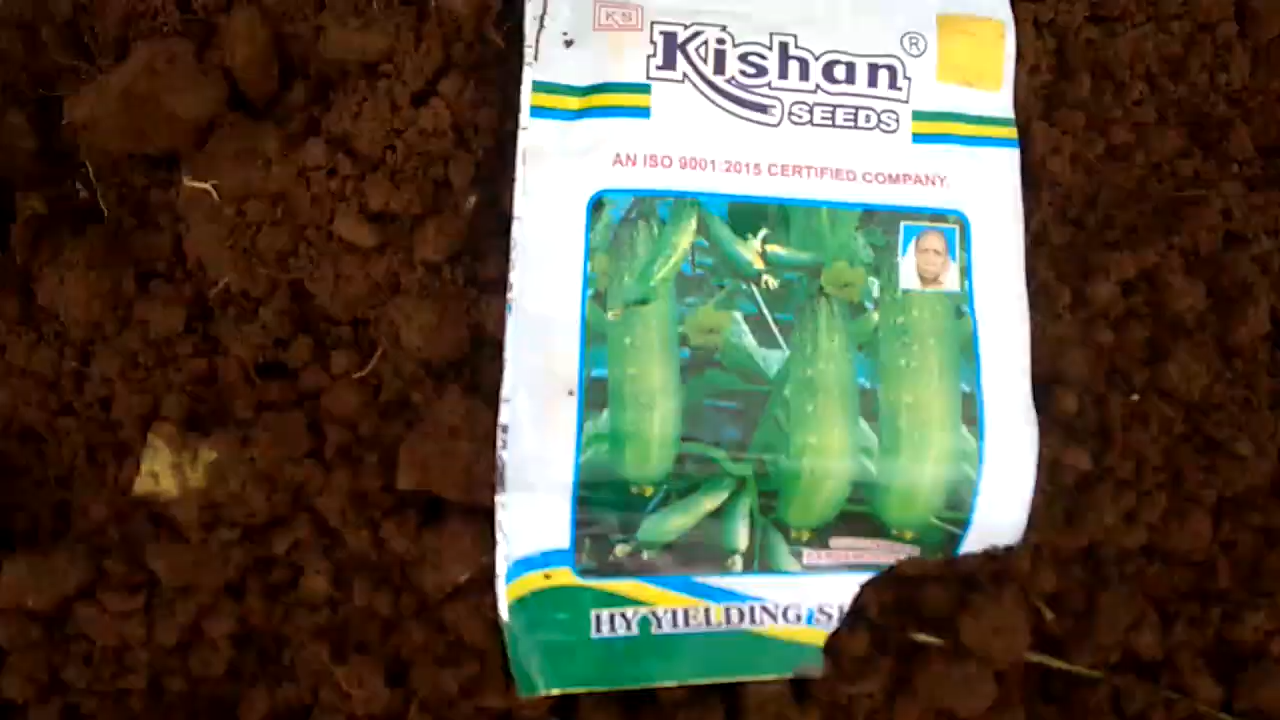 KS
Kishan ®
SEEDS
AN ISO 9001:2015 CERTIFIED COMPANY.
HY YIELDING